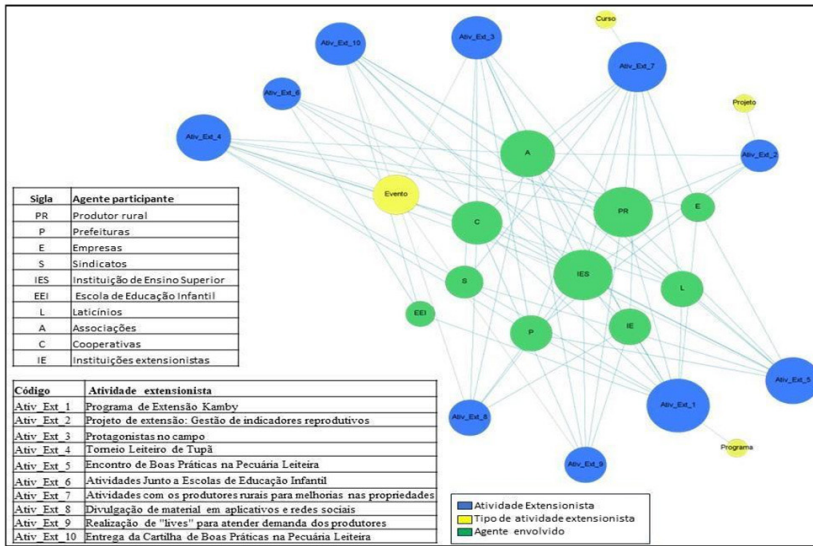 Curso
Ativ_Ext_10
Ativ_Ext_3
Ativ_Ext_7
Ativ_Ext_6
Projeto
Ativ_Ext_4
Ativ_Ext_2
A
Evento
E
PR
C
IES
S
L
EEI
P
IE
Ativ_Ext_5
Ativ_Ext_1
Ativ_Ext_8
Programa
Ativ_Ext_9
Sigla Agente participante
PR Produtor rural
P Prefeituras
E Empresas
S Sindicatos
IES Instituição de Ensino Superior
EEI Escola de Educação Infantil
L Laticínios
A Associações
C Cooperativas
IE Instituições extensionistas
Código Atividade extensionista
Ativ_Ext_1 Programa de Extensão Kamby
Ativ_Ext_2 Projeto de extensão: Gestão de indicadores reprodutivos
Ativ_Ext_3 Protagonistas no campo
Ativ_Ext_4 Torneio Leiteiro de Tupã
Ativ_Ext_5 Encontro de Boas Práticas na Pecuária Leiteira
Ativ_Ext_6 Atividades Junto a Escolas de Educação Infantil
Ativ_Ext_7 Atividades com os produtores rurais para melhorias nas propriedades
Ativ_Ext_8 Divulgação de material em aplicativos e redes sociais
Ativ_Ext_9 Realização de "lives" para atender demanda dos produtores
Ativ_Ext_10 Entrega da Cartilha de Boas Práticas na Pecuária Leiteira
Atividade Extensionista
Tipo de atividade extensionista
Agente envolvido